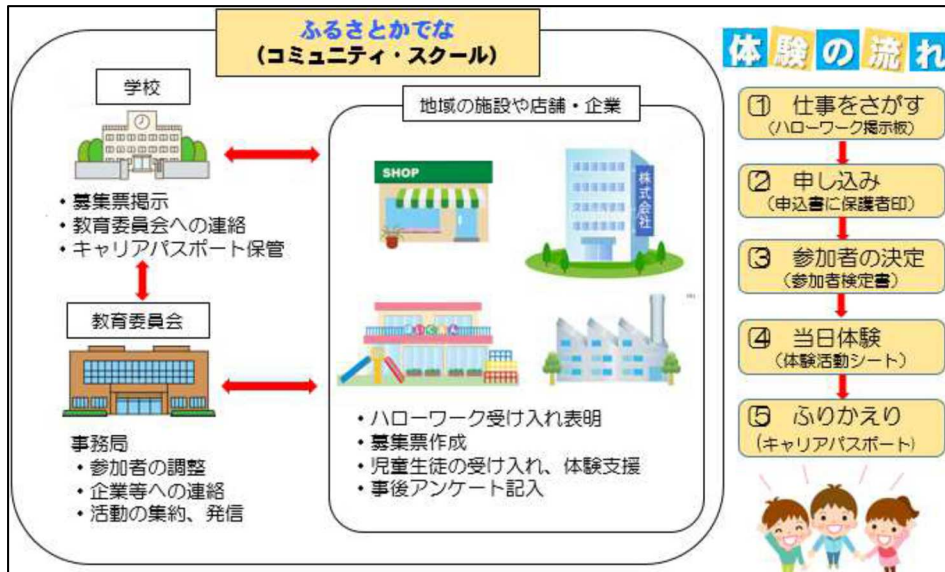 ふるさとかでな
(コミュニティ・スクール)
学校
・募集票掲示
・教育委員会への連絡
・キャリアパスポート保管
教育委員会
事務局
・参加者の調整
・企業等への連絡
・活動の集約、発信
地域の施設や店舗・企業
SHOP
株式会社
・ハローワーク受け入れ表明
・募集票作成
・児童生徒の受け入れ、体験支援
・事後アンケート記入
体験の流れ
① 仕事をさがす
(ハローワーク掲示板)
② 申し込み
(申込書に保護者印)
③ 参加者の決定
(参加者検定書)
④ 当日体験
(体験活動シート)
⑤ ふりかえり
(キャリアパスポート)